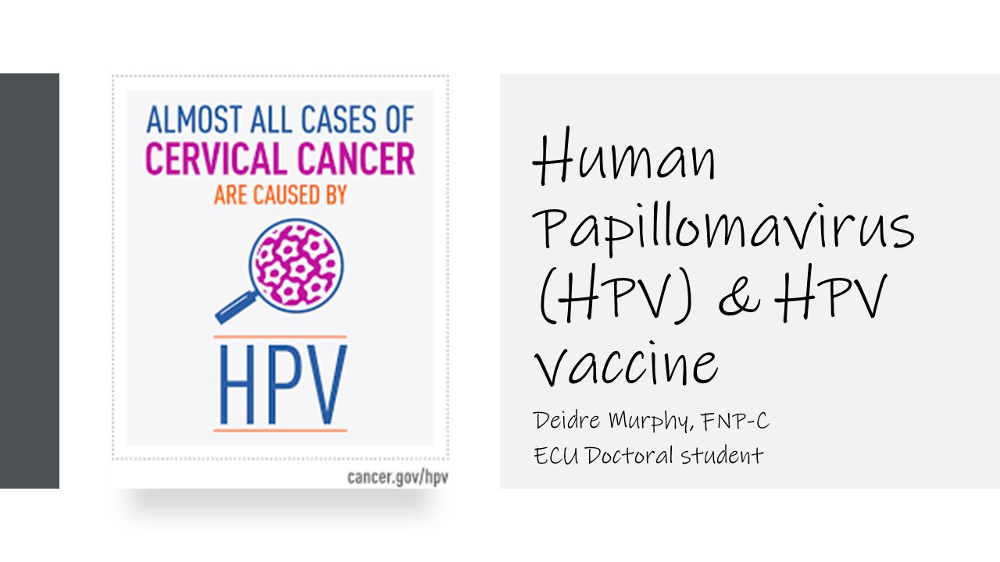 ALMOST ALL CASES OF
CERVICAL CANCER
ARE CAUSED BY
HPV
cancer.gov/hpv
Human
Papillomavirus
(HPV) & HPV
vaccine
Deidre Murphy, FNP-C
ECU Doctoral student